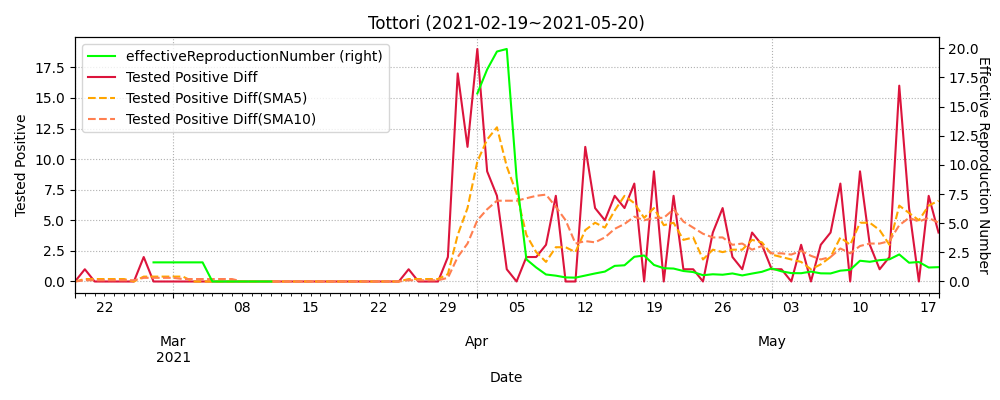 Tottori (2021-02-19~2021-05-20)
effectiveReproductionNumber (right)
Tested Positive Diff
Tested Positive Diff(SMA5)
Tested Positive Diff(SMA10)
Tested Positive
17.5
15.0
12.5
10.0
7.5
5.0
2.5
0.0
20.0
17.5
15.0
12.5
10.0
7.5
5.0
2.5
0.0
Effective Reproduction Number
22 08 15 22 29 05 12 19 26 03 10 17
Mar Apr May
2021
Date